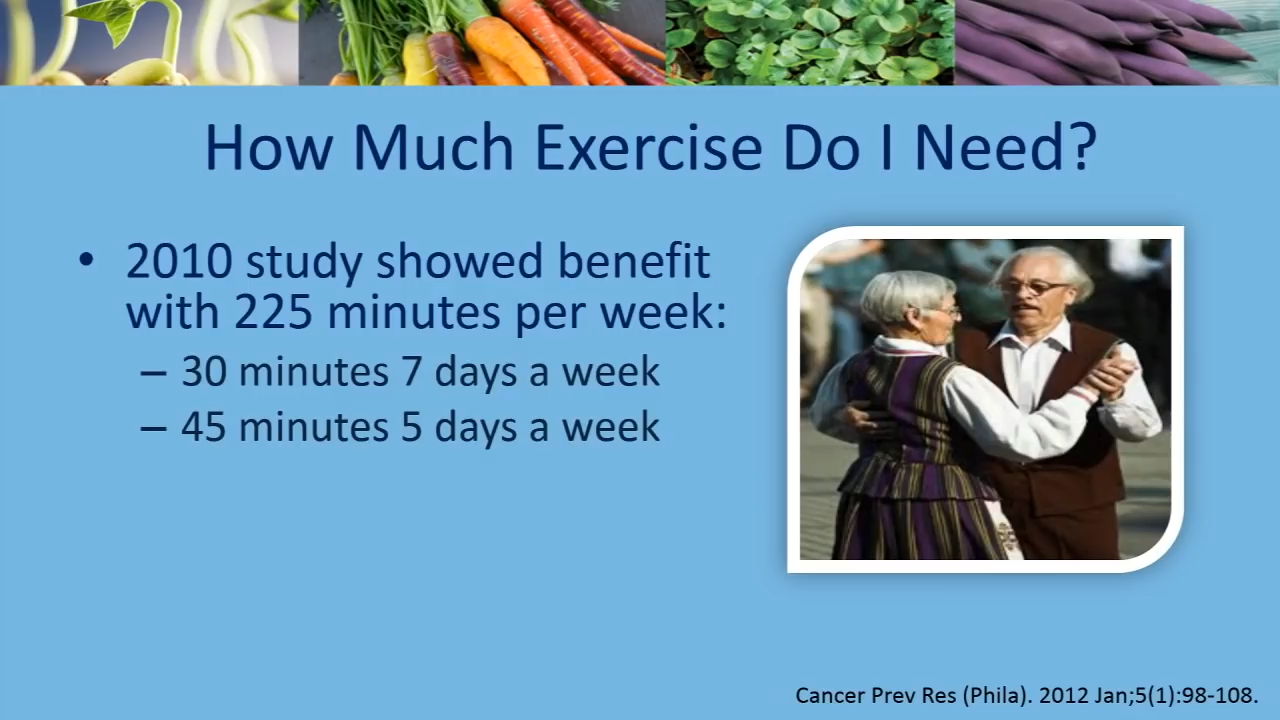 How Much Exercise Do I Need?
• 2010 study showed benefit
with 225 minutes per week:
– 30 minutes 7 days a week
– 45 minutes 5 days a week
Cancer Prev Res (Phila). 2012 Jan;5(1):98-108.